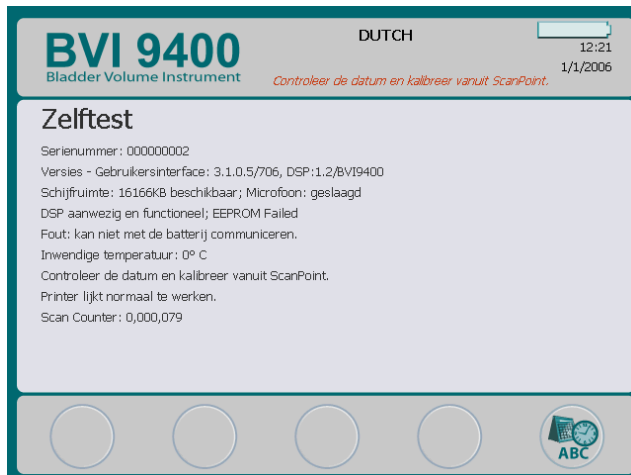 BVI 9400
Bladder Volume Instrument
DUTCH
12:21
1/1/2006
Controleer de datum en kalibreer vanuit ScanPoint.
Zelftest
Serienummer: 000000002
Versies - Gebruikersinterface: 3.1.0.5/706, DSP:1.2/BVI9400
Schijfruimte: 16166KB beschikbaar; Microfoon: geslaagd
DSP aanwezig en functioneel; EEPROM Failed
Fout: kan niet met de batterij communiceren.
Inwendige temperatuur: 0º C
Controleer de datum en kalibreer vanuit ScanPoint.
Printer lijkt normaal te werken.
Scan Counter: 0,000,079
ABC